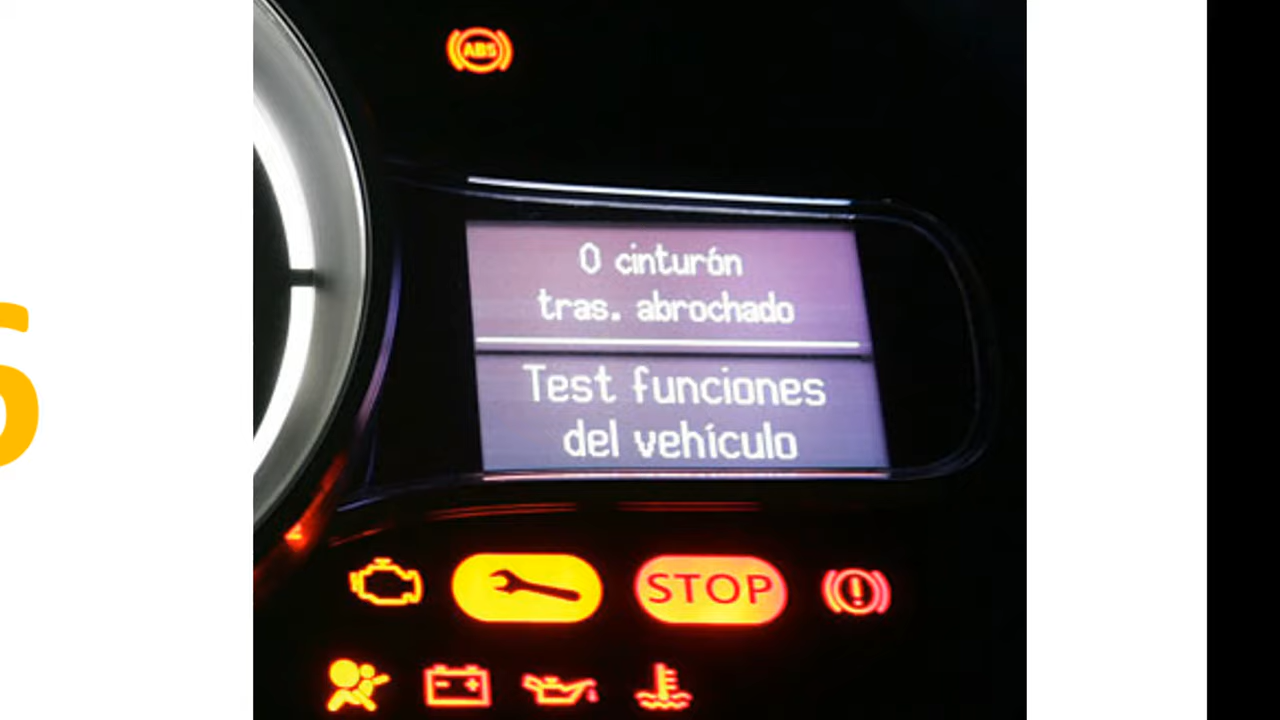 ABS
0 cinturón
tras. abrochado
Test funciones
del vehículo
STOP